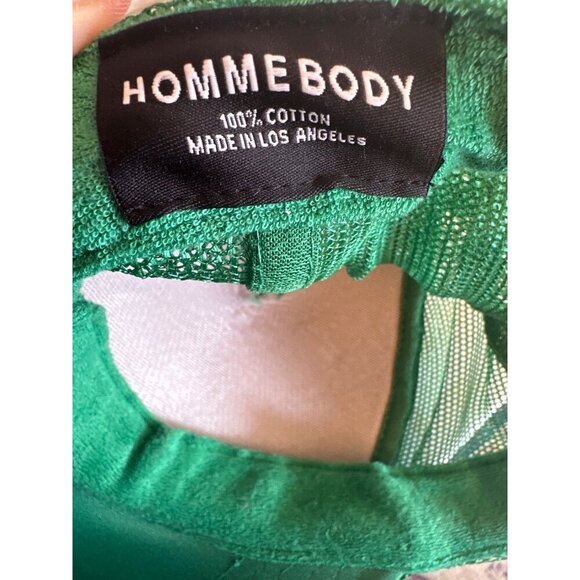 HOMMEBODY
100% COTTON
MADE IN LOS ANGELES